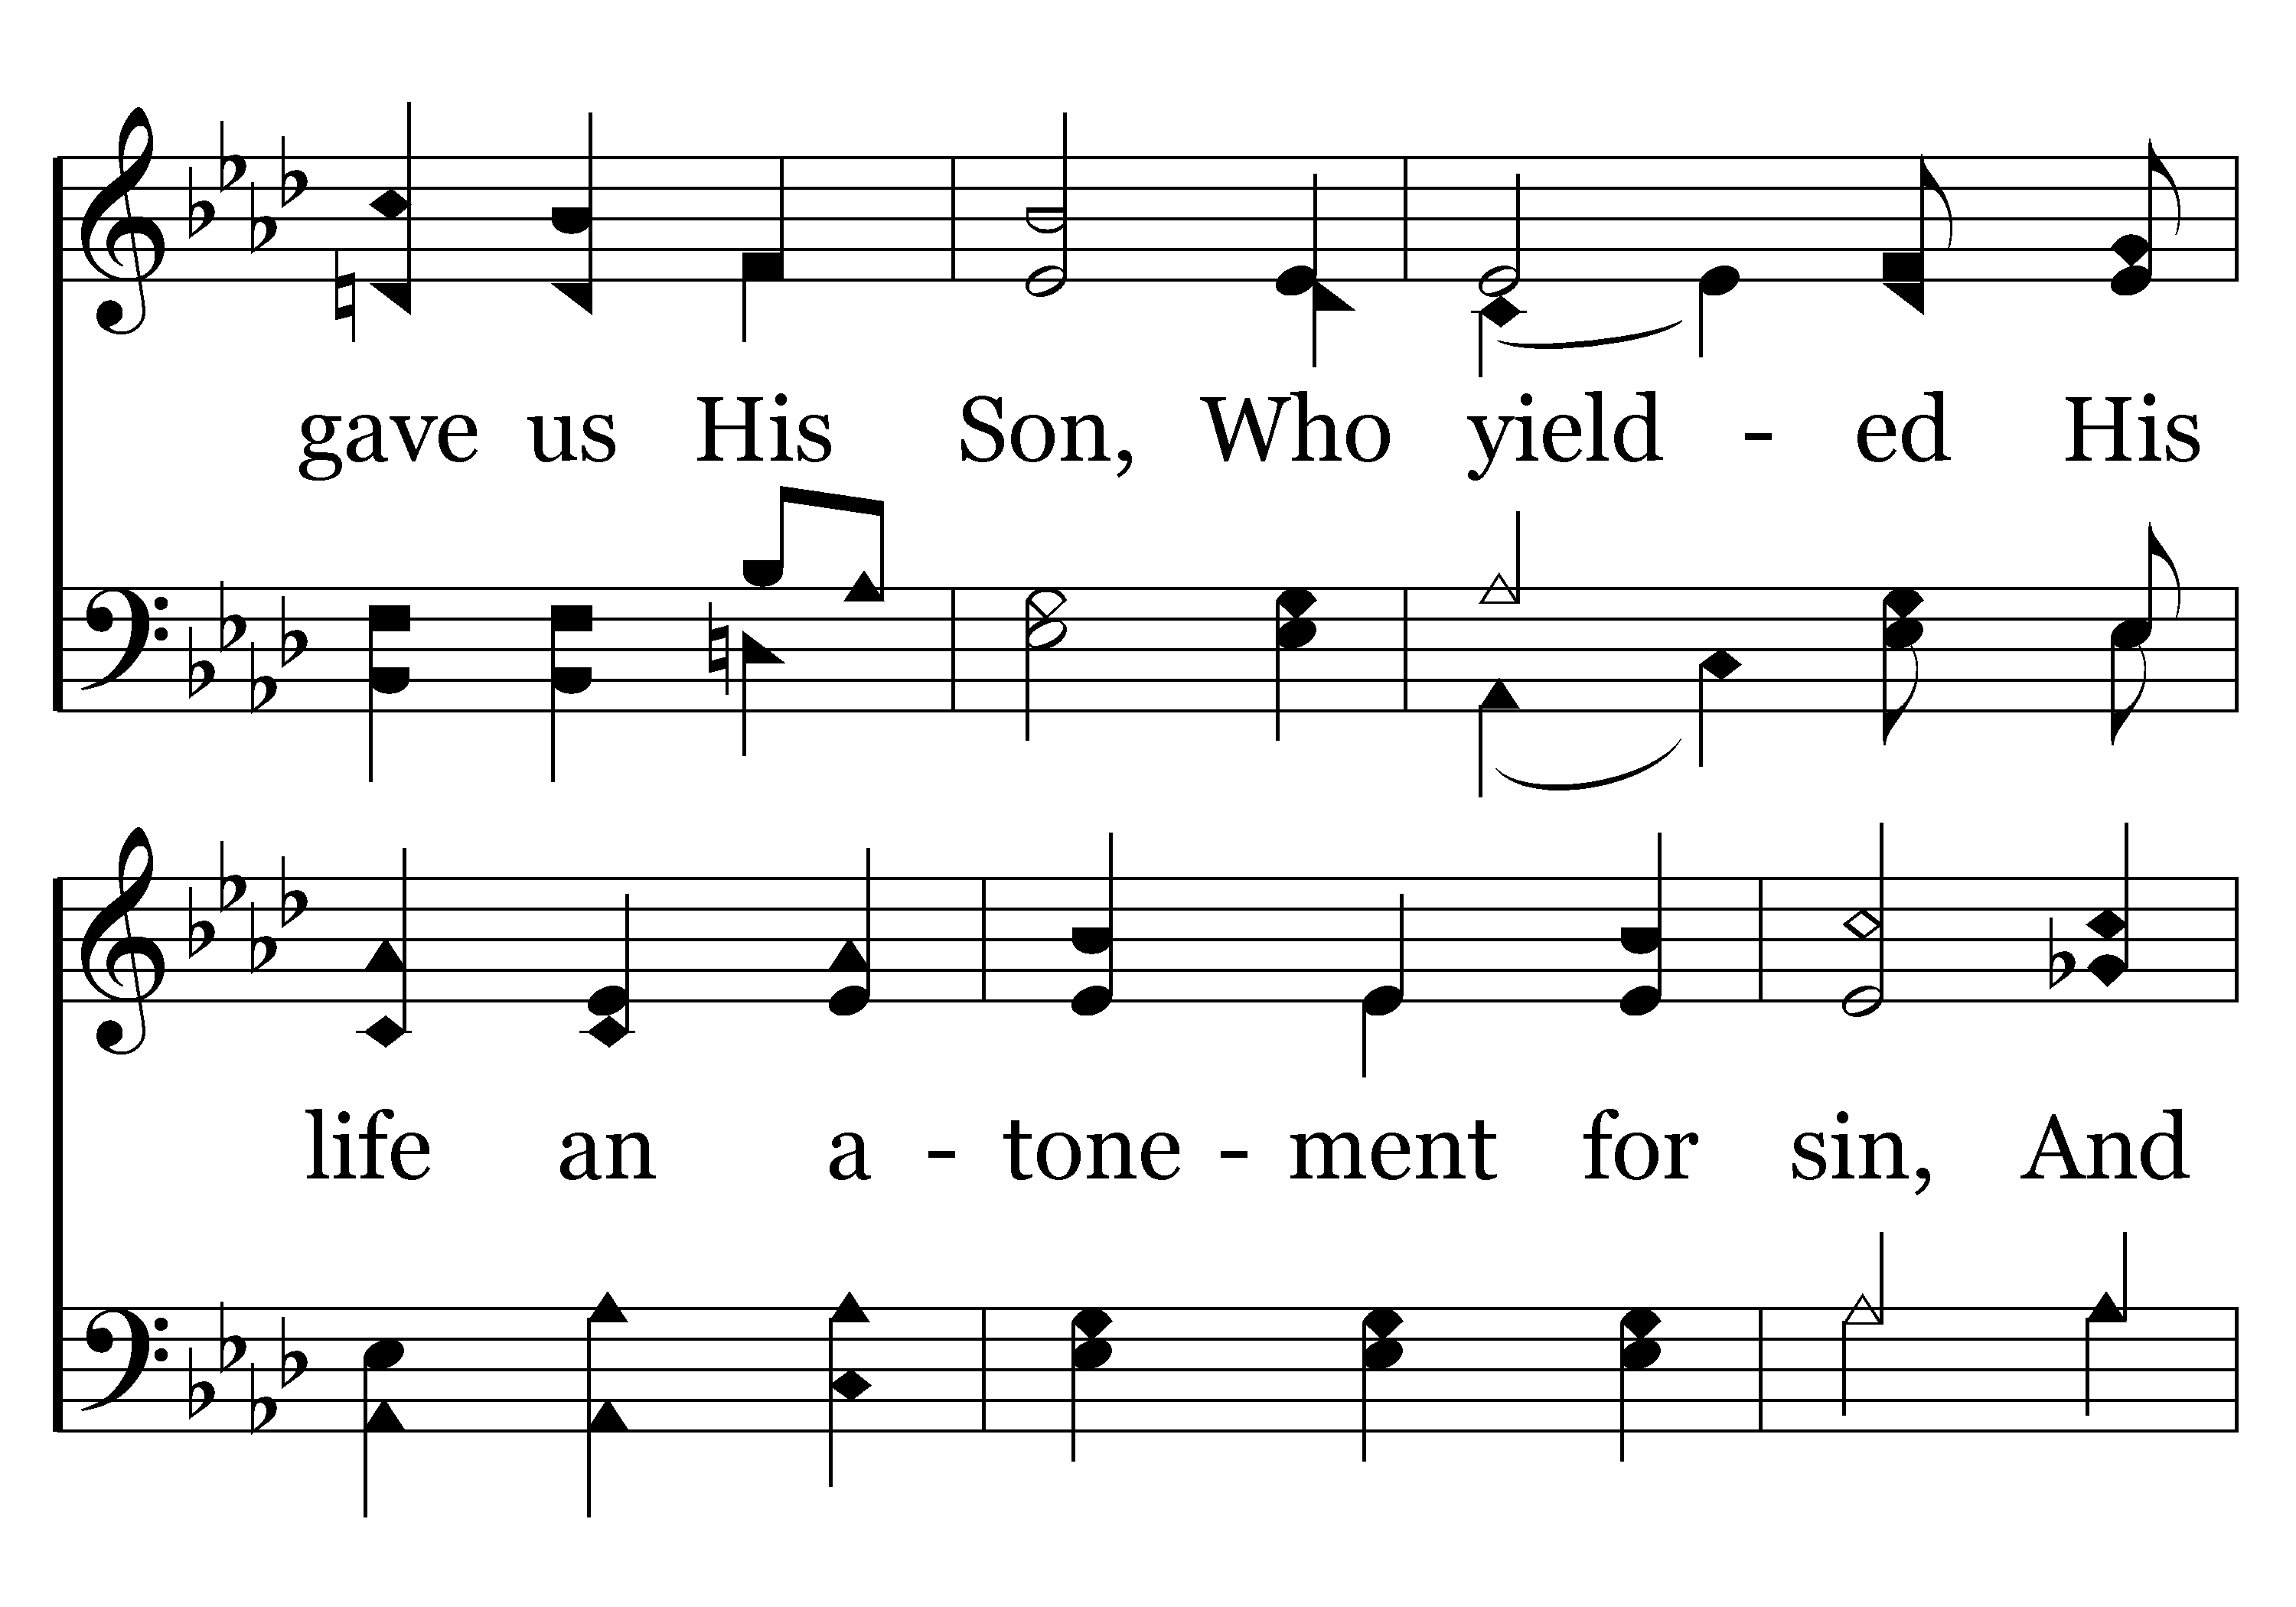 gave us His Son, Who yield - ed His
life an a - tone - ment for sin, And